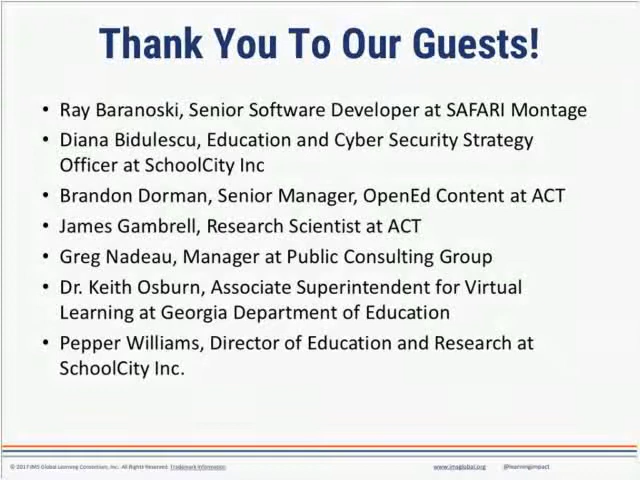 Thank You To Our Guests!
• Ray Baranoski, Senior Software Developer at SAFARI Montage
• Diana Bidulescu, Education and Cyber Security Strategy
Officer at SchoolCity Inc
• Brandon Dorman, Senior Manager, OpenEd Content at ACT
• James Gambrell, Research Scientist at ACT
• Greg Nadeau, Manager at Public Consulting Group
• Dr. Keith Osburn, Associate Superintendent for Virtual
Learning at Georgia Department of Education
• Pepper Williams, Director of Education and Research at
SchoolCity Inc.
© 2017 IMS Global Learning Consortium, Inc. All Rights Reserved. Trademark Information
www.imsglobal.org @learningimpact